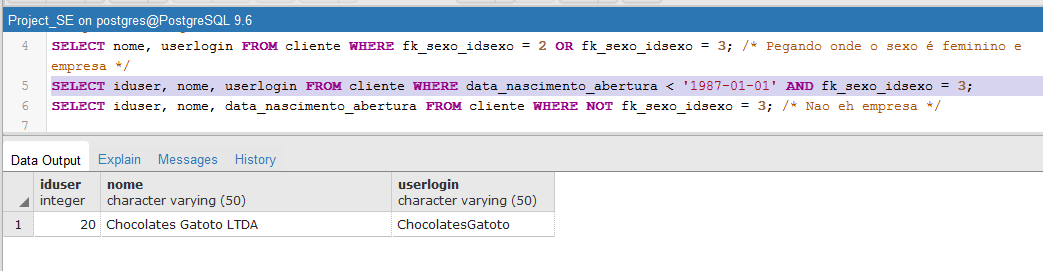 Project_SE on postgres@PostgreSQL 9.6
4 SELECT nome, userlogin FROM cliente WHERE fk_sexo_idsexo = 2 OR fk_sexo_idsexo = 3; /* Pegando onde o sexo é feminino e
empresa */
5 SELECT iduser, nome, userlogin FROM cliente WHERE data_nascimento_abertura < '1987-01-01' AND fk_sexo_idsexo = 3;
6 SELECT iduser, nome, data_nascimento_abertura FROM cliente WHERE NOT fk_sexo_idsexo = 3; /* Nao eh empresa */
7
Data Output Explain Messages History
iduser nome userlogin
integer character varying (50) character varying (50)
1 20 Chocolates Gatoto LTDA ChocolatesGatoto